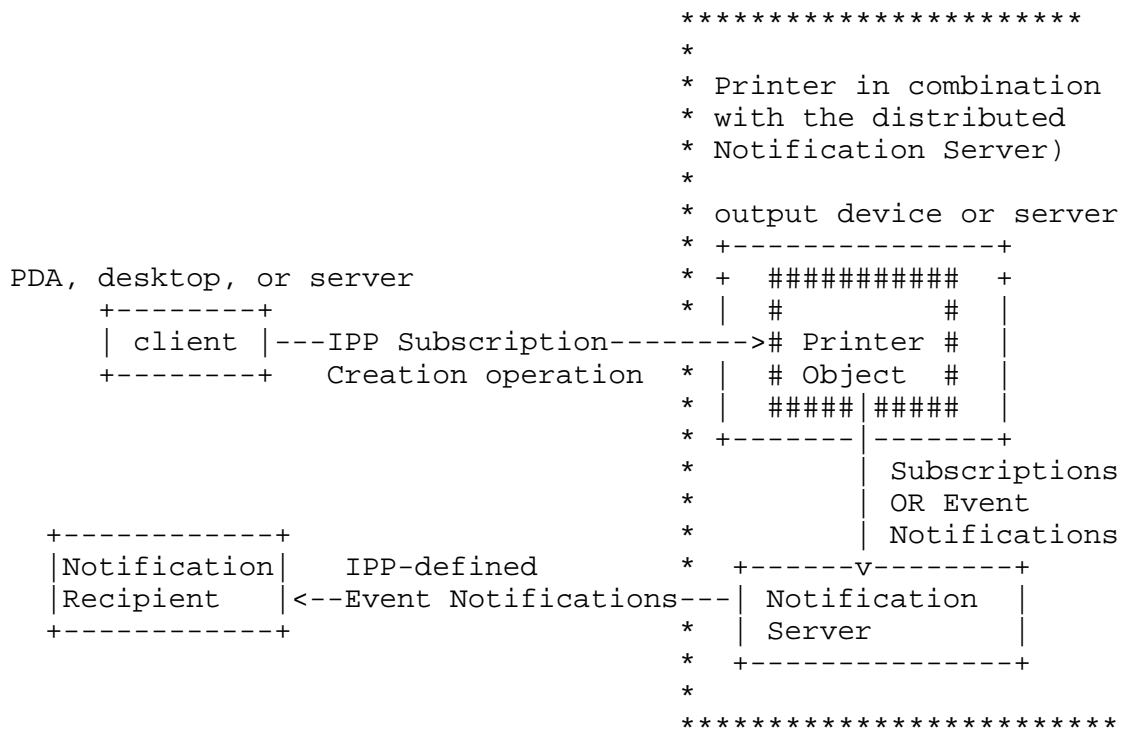 ************************
*
* Printer in combination
* with the distributed
* Notification Server)
*
* output device or server
* +---------------+
PDA, desktop, or server * + ########### +
+--------+ * | # # |
| client |---IPP Subscription--------># Printer # |
+--------+ Creation operation * | # Object # |
* | #####|##### |
* +-------|-------+
* | Subscriptions
* | OR Event
+------------+ * | Notifications
|Notification| IPP-defined * +------v--------+
|Recipient |<--Event Notifications---| Notification |
+------------+ * | Server |
* +----------------+
*
*************************